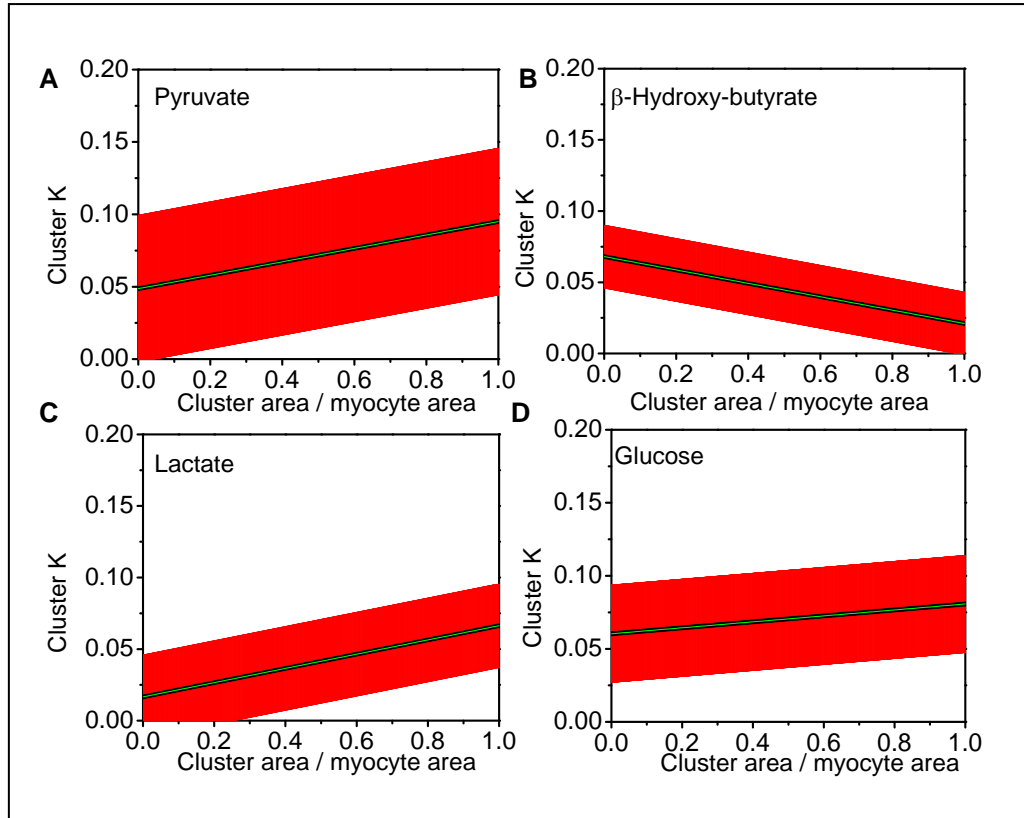 A
Pyruvate
0.20
0.15
0.10
0.05
0.00
Cluster K
0.0 0.2 0.4 0.6 0.8 1.0
Cluster area / myocyte area
B
β-Hydroxy-butyrate
0.20
0.15
0.10
0.05
0.00
Cluster K
0.0 0.2 0.4 0.6 0.8 1.0
Cluster area / myocyte area
C
Lactate
0.20
0.15
0.10
0.05
0.00
Cluster K
0.0 0.2 0.4 0.6 0.8 1.0
Cluster area / myocyte area
D
Glucose
0.20
0.15
0.10
0.05
0.00
Cluster K
0.0 0.2 0.4 0.6 0.8 1.0
Cluster area / myocyte area